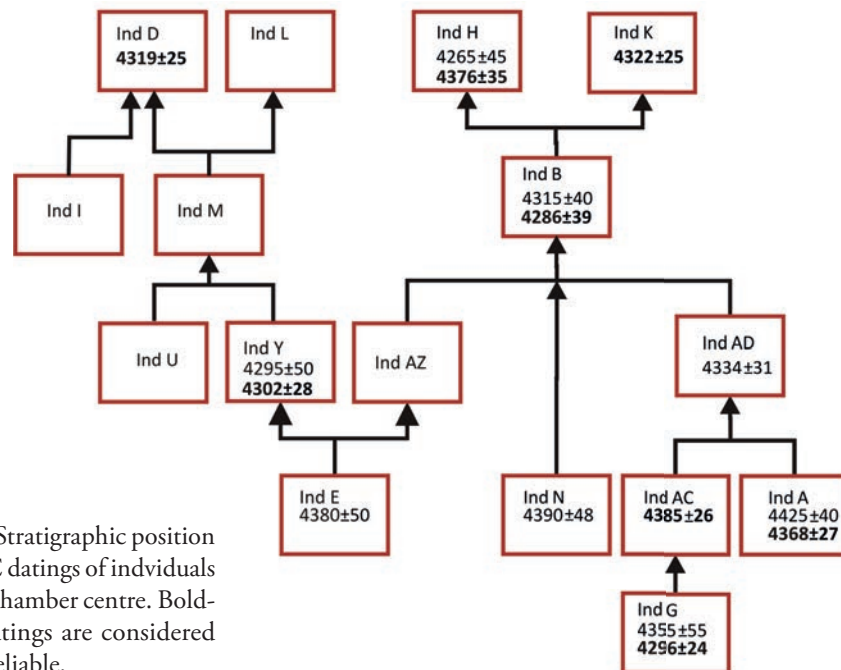 Ind D
4319±25
Ind L
Ind H
4265±45
4376±35
Ind K
4322±25
Ind I
Ind M
Ind B
4315±40
4286±39
Ind U
Ind Y
4295±50
4302±28
Ind AZ
Ind AD
4334±31
Ind E
4380±50
Ind N
4390±48
Ind AC
4385±26
Ind A
4425±40
4368±27
Ind G
4355±55
4296±24
Stratigraphic position
datings of indviduals
hamber centre. Bold-
tings are considered
eliable.